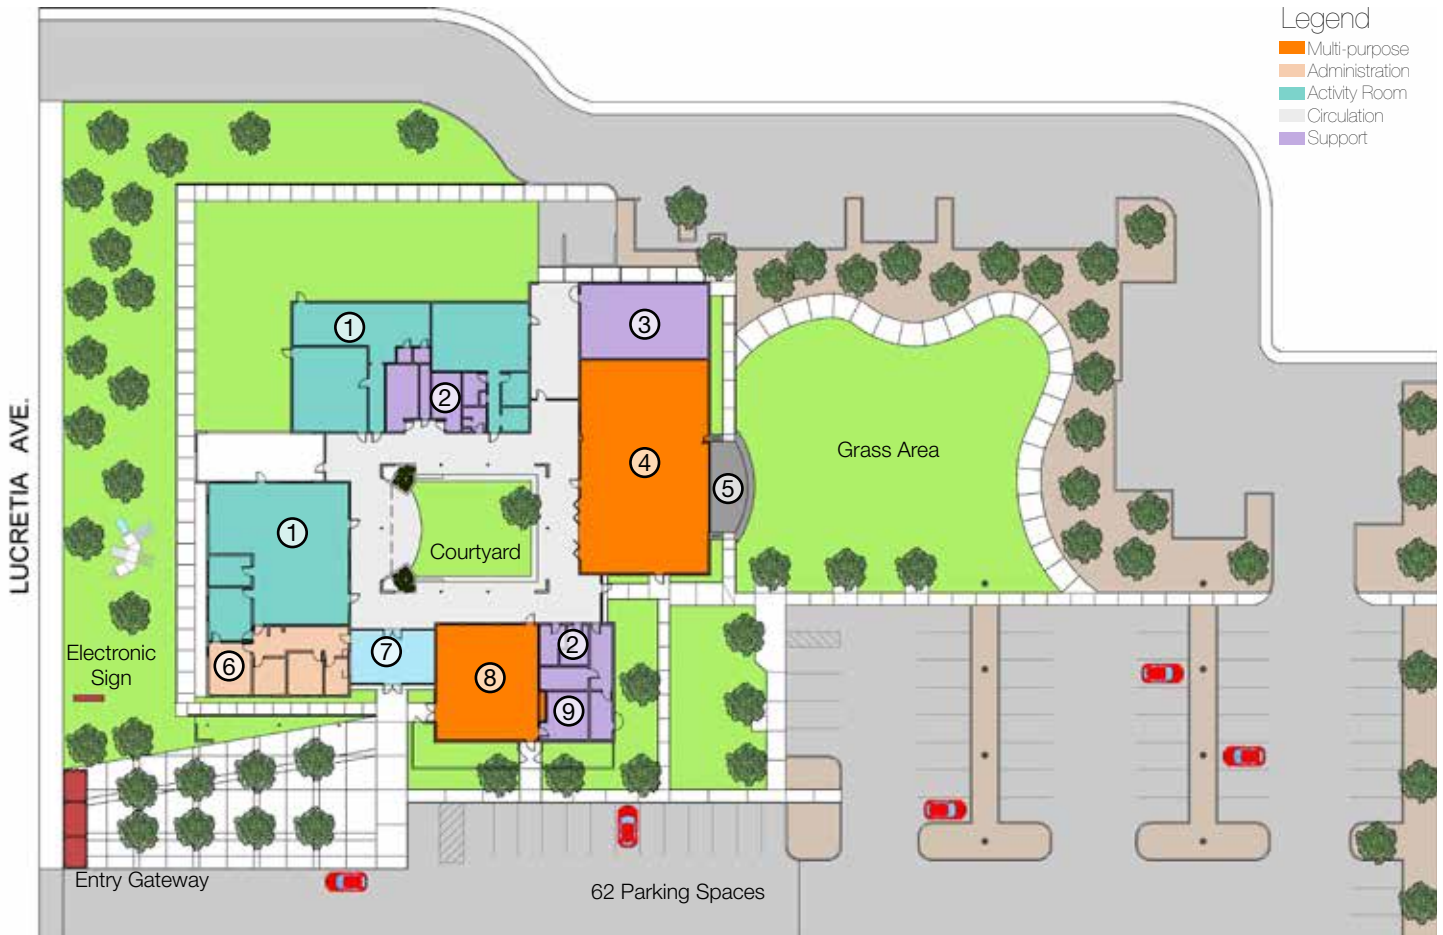 Legend
Multi-purpose
Administration
Activity Room
Circulation
Support
1
3
2
4
Grass Area
5
LUCRETIA AVE.
1
Courtyard
Electronic
Sign
6
7
8
2
9
Entry Gateway
62 Parking Spaces